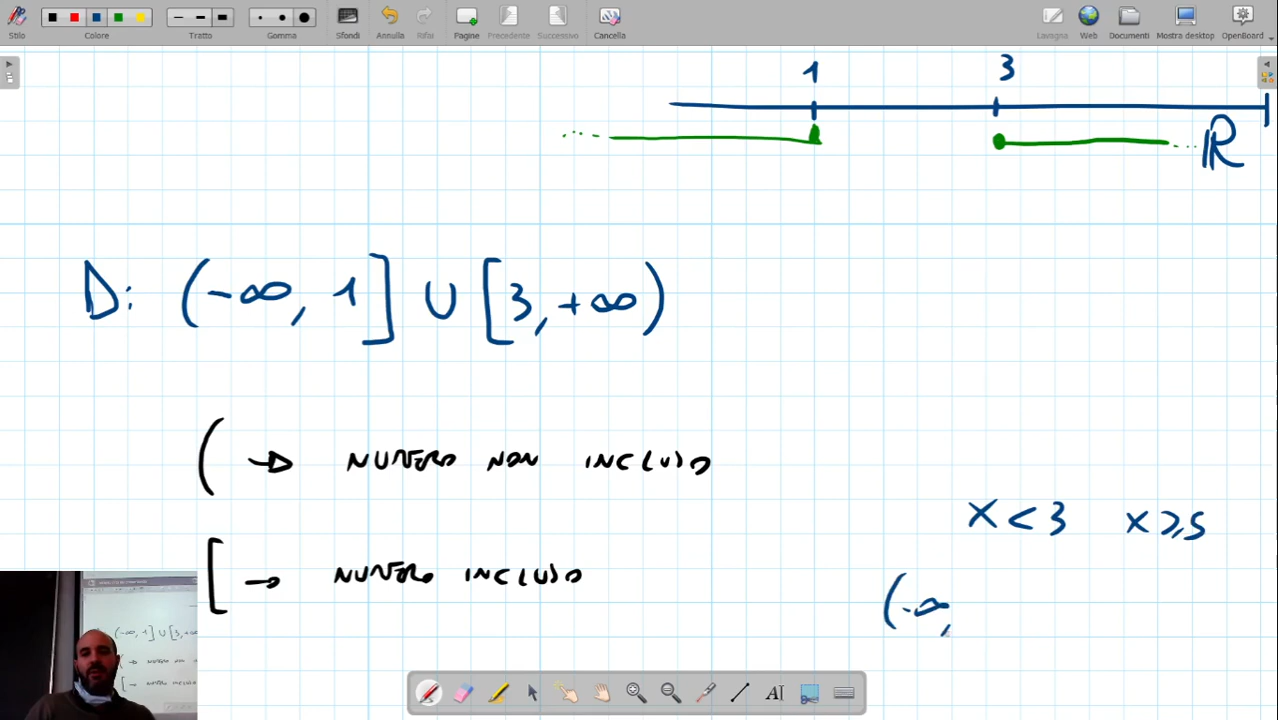 Stilo Colore Tratto Gomma Sfondi Annulla Rifai Pagine Precedente Successivo Cancella Lavagna Web Documenti Mostra desktop OpenBoard
1 3
ℝ
D: (-∞, 1] ∪ [3, +∞)
( → NUMERO NON INCLUSO
[ → NUMERO INCLUSO
x < 3 x ≥ 5
(-∞,